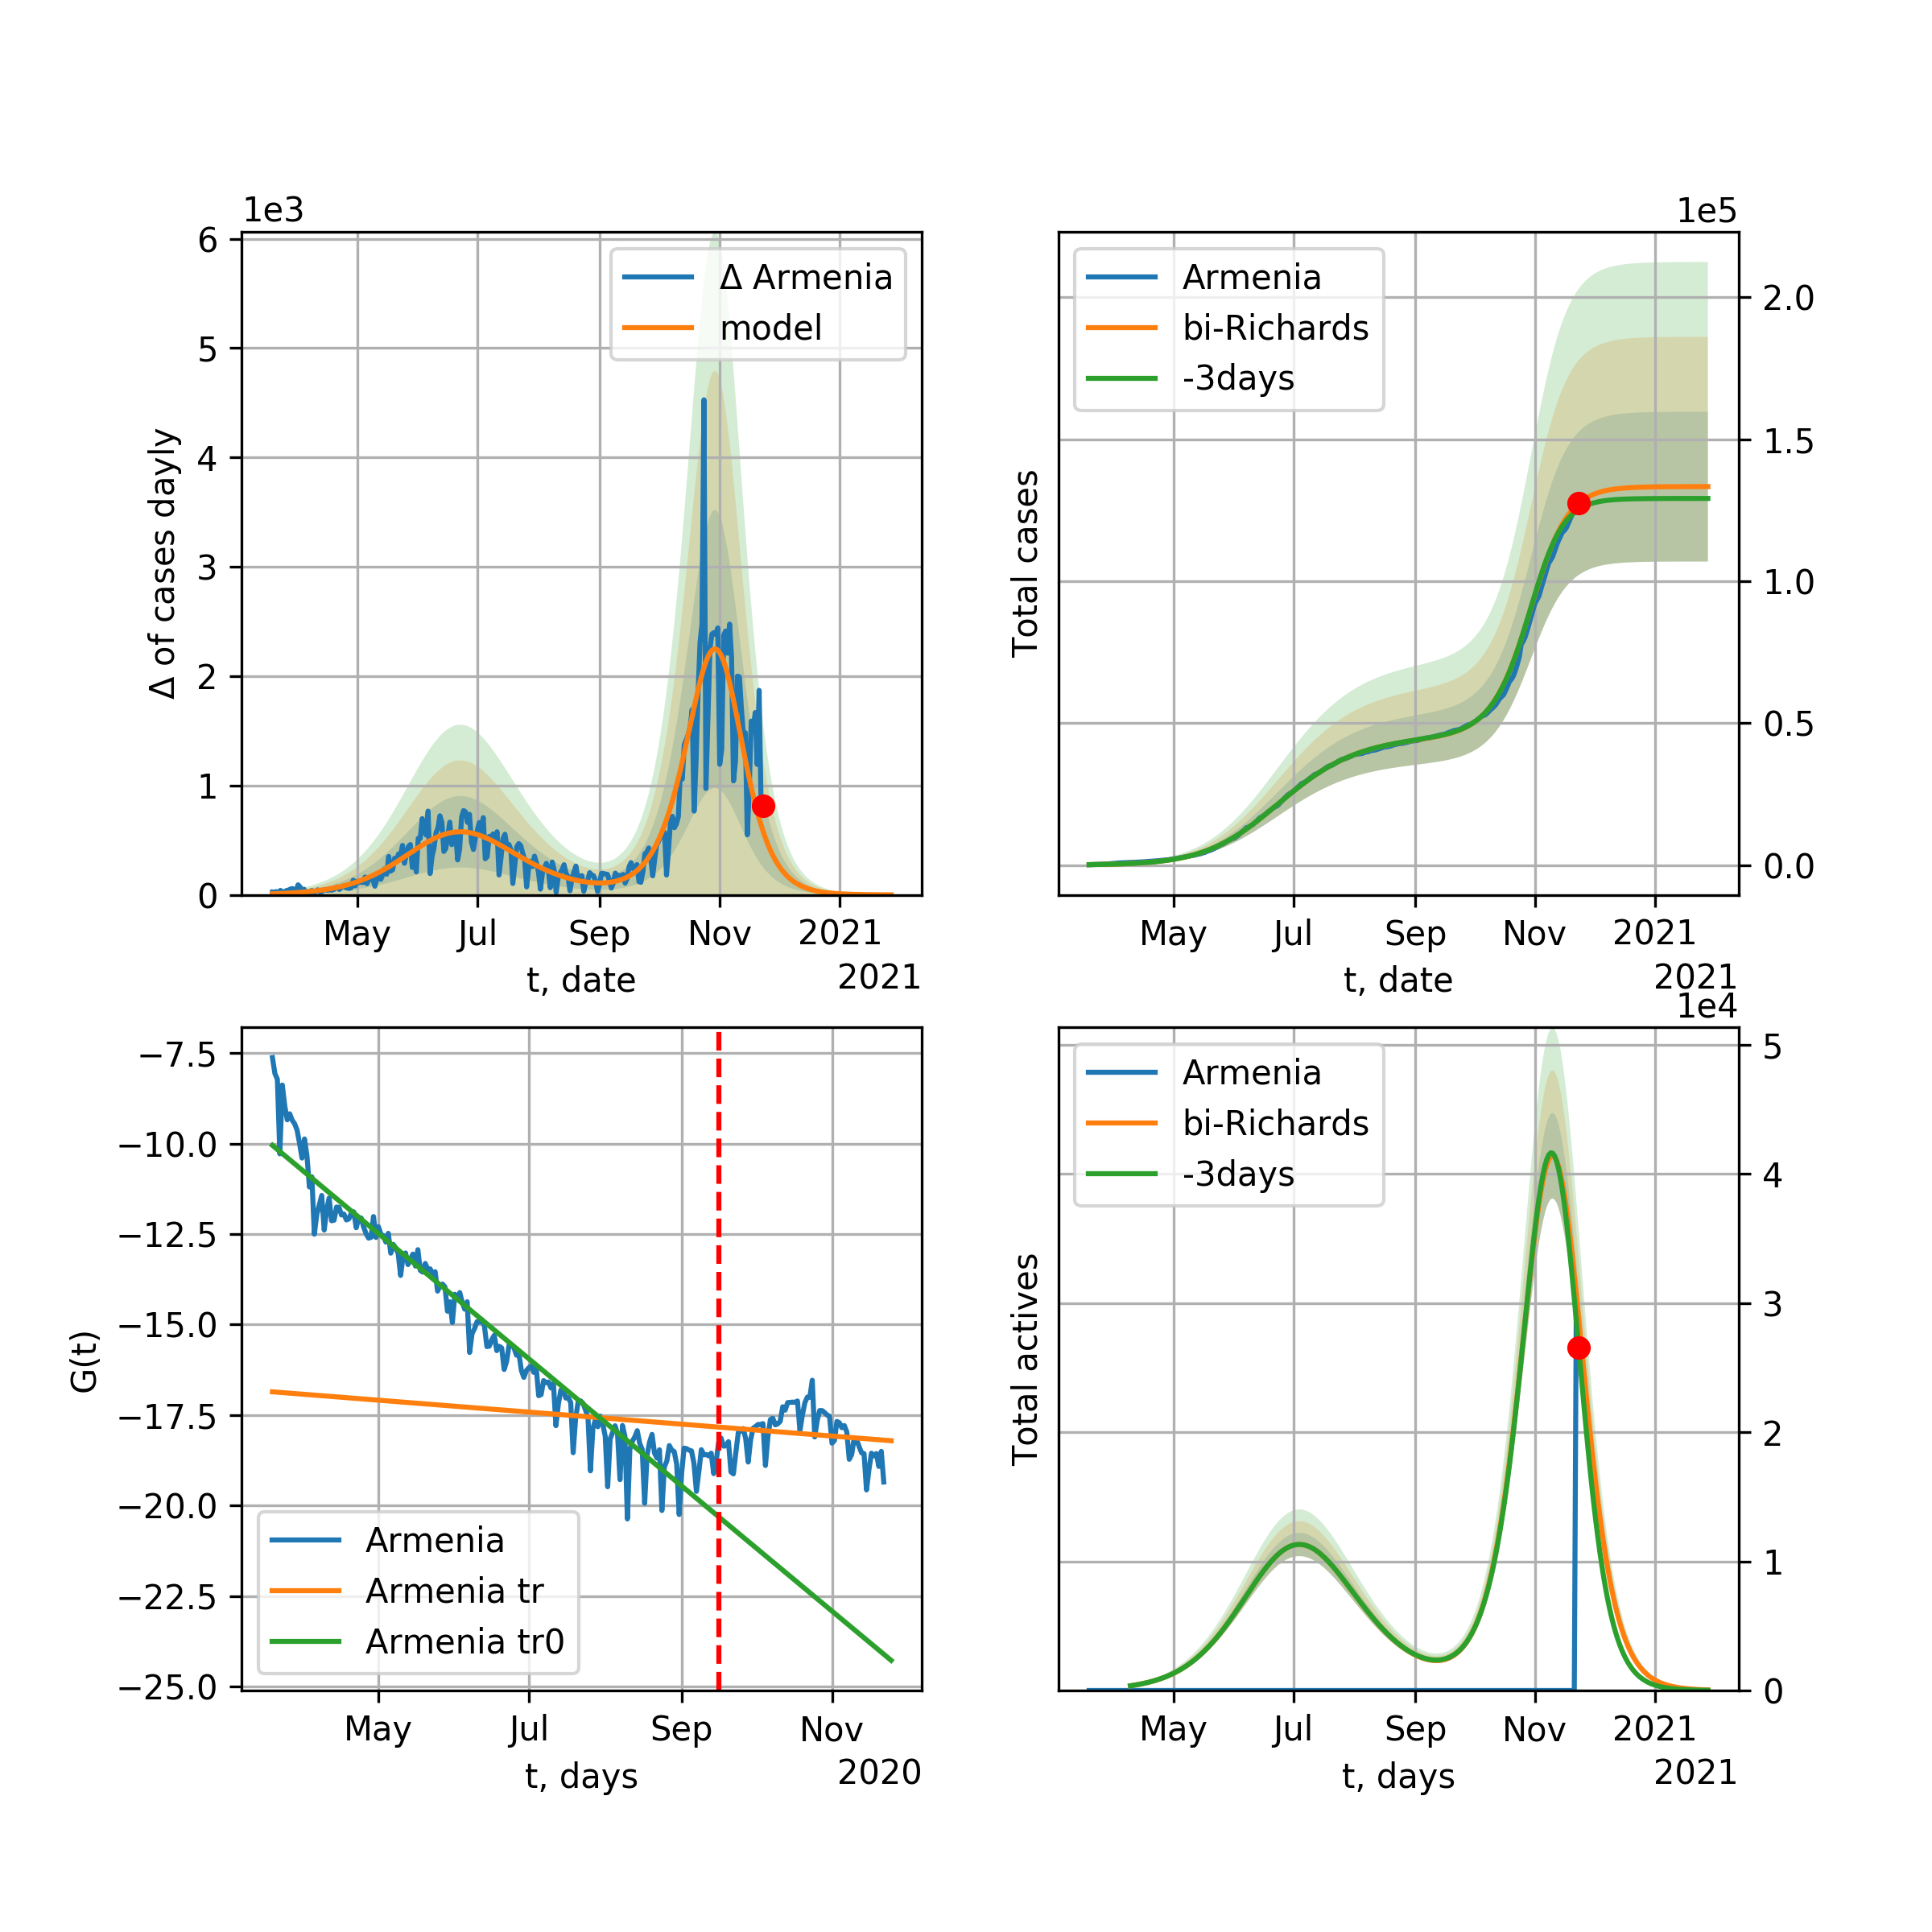 1e3
6
5
4
3
2
1
0
Δ of cases dayly
Δ Armenia
model
May Jul Sep Nov 2021
t, date
2021
1e5
Armenia
bi-Richards
-3days
2.0
1.5
1.0
0.5
0.0
Total cases
May Jul Sep Nov 2021
t, date
2021
−7.5
−10.0
−12.5
−15.0
−17.5
−20.0
−22.5
−25.0
G(t)
Armenia
Armenia tr
Armenia tr0
May Jul Sep Nov
t, days
2020
1e4
Armenia
bi-Richards
-3days
5
4
3
2
1
0
Total actives
May Jul Sep Nov 2021
t, days
2021